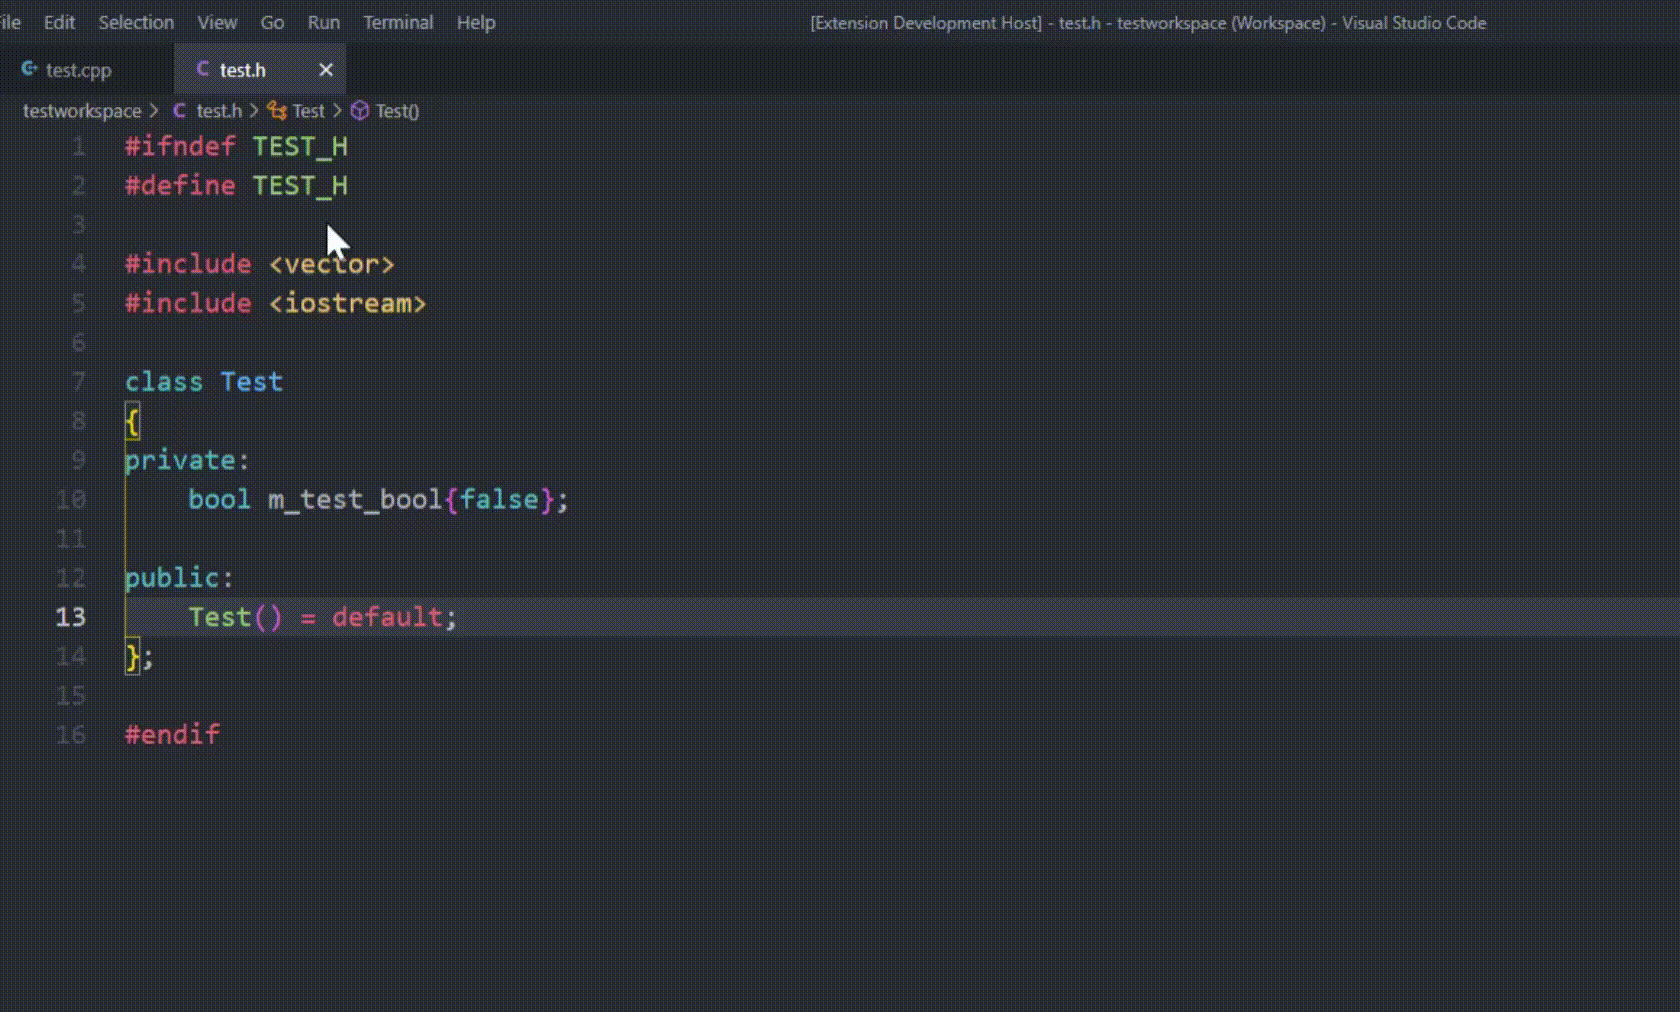 File Edit Selection View Go Run Terminal Help [Extension Development Host] - test.h - testworkspace (Workspace) - Visual Studio Code
test.cpp test.h
testworkspace > C test.h > Test > Test()
1 #ifndef TEST_H
2 #define TEST_H
3
4 #include <vector>
5 #include <iostream>
6
7 class Test
8 {
9 private:
10     bool m_test_bool{false};
11
12 public:
13     Test() = default;
14 };
15
16 #endif